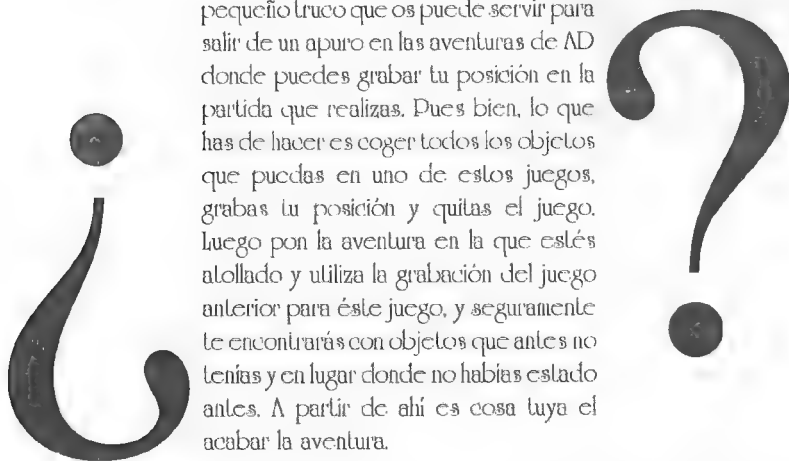 pequeño truco que os puede servir para
salir de un apuro en las aventuras de AD
donde puedes grabar tu posición en la
partida que realizas. Pues bien, lo que
has de hacer es coger todos los objetos
que puedas en uno de estos juegos,
grabas tu posición y quitas el juego.
Luego pon la aventura en la que estés
atollado y utiliza la grabación del juego
anterior para éste juego, y seguramente
te encontrarás con objetos que antes no
tenías y en lugar donde no habías estado
antes. A partir de ahí es cosa tuya el
acabar la aventura.
¿ ?